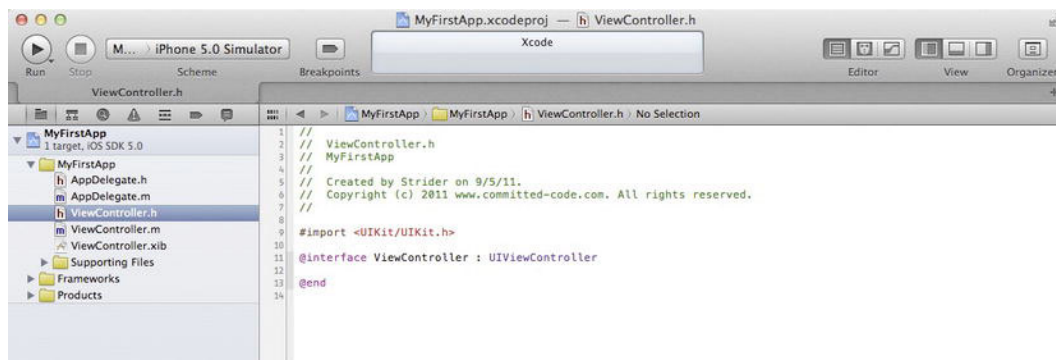 MyFirstApp.xcodeproj — h ViewController.h
M... iPhone 5.0 Simulator
Xcode
Run Stop Scheme Breakpoints Editor View Organizer
ViewController.h
MyFirstApp MyFirstApp h ViewController.h No Selection
MyFirstApp
1 target, iOS SDK 5.0
MyFirstApp
h AppDelegate.h
m AppDelegate.m
h ViewController.h
m ViewController.m
ViewController.xib
Supporting Files
Frameworks
Products
1 //
2 //  ViewController.h
3 //  MyFirstApp
4 //
5 //  Created by Strider on 9/5/11.
6 //  Copyright (c) 2011 www.committed-code.com. All rights reserved.
7 //
8
9 #import <UIKit/UIKit.h>
10
11 @interface ViewController : UIViewController
12
13 @end
14